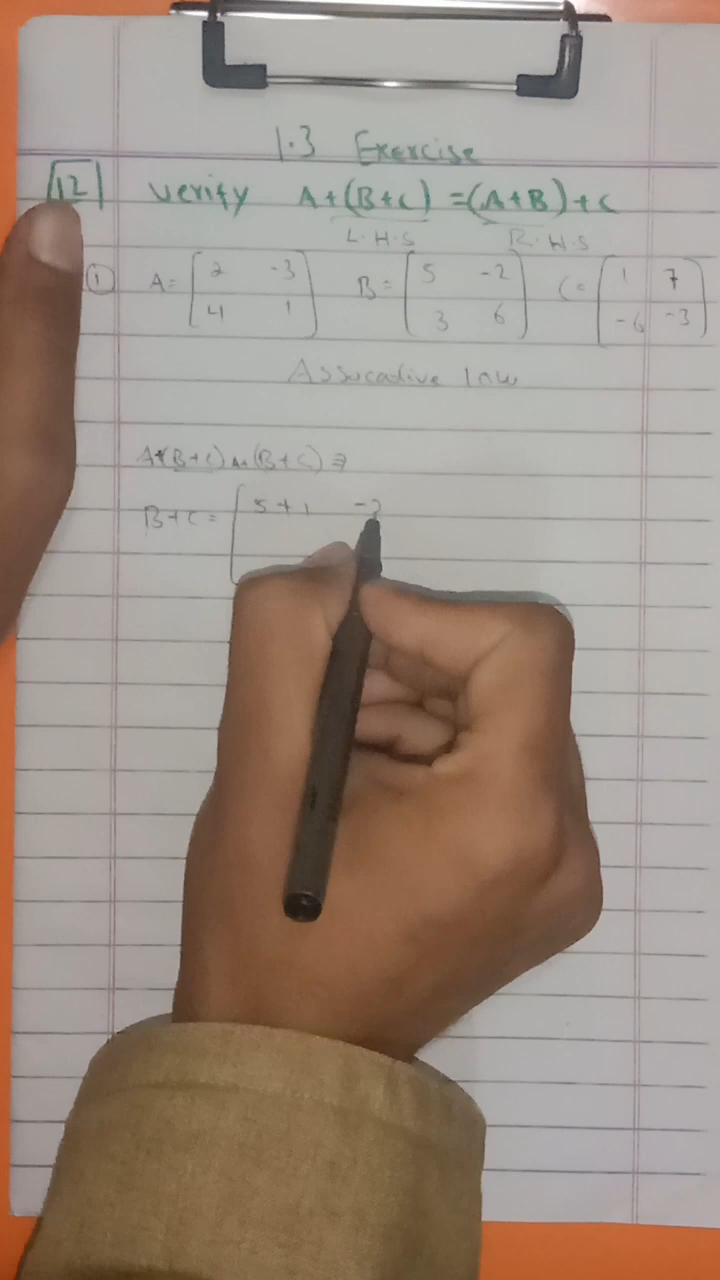 1.3 Exercise
12 verify A+(B+C) =(A+B)+C
L.H.S R.H.S
① A= [ 2 -3 B= [ 5 -2 C= [ 1 7
4 1 ] 3 6 ] -6 -3 ]
Assocative law
A+(B+C) A+(B+C) ⇒
B+C = [ 5+1 -2